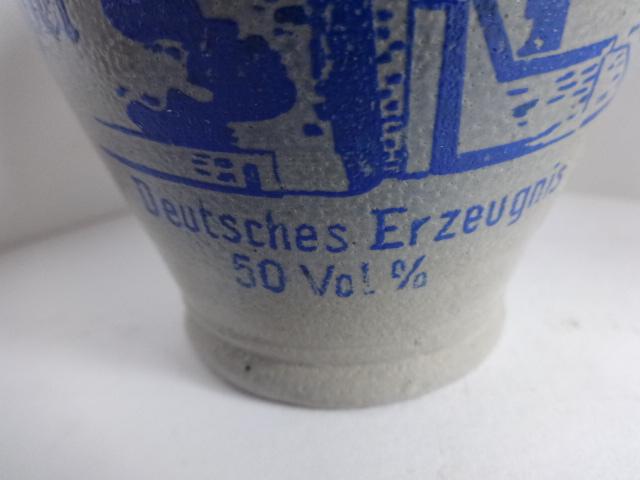 Deutsches Erzeugnis
50 Vol %